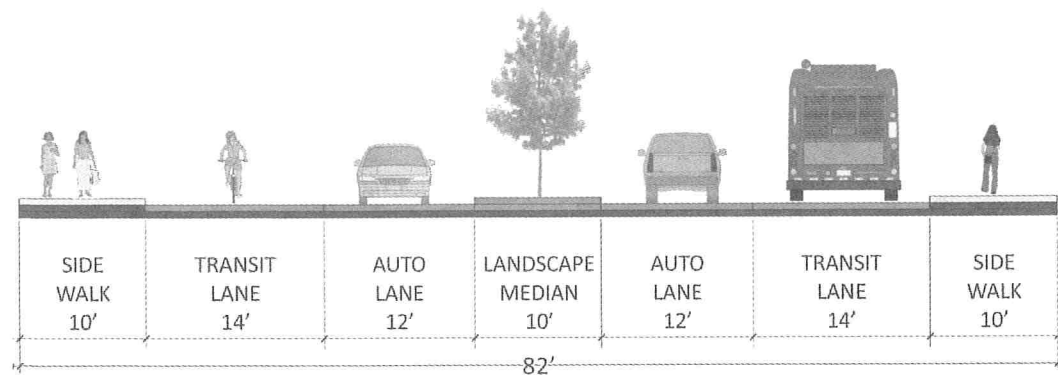 SIDE
WALK
10'
TRANSIT
LANE
14'
AUTO
LANE
12'
LANDSCAPE
MEDIAN
10'
AUTO
LANE
12'
TRANSIT
LANE
14'
SIDE
WALK
10'
82'